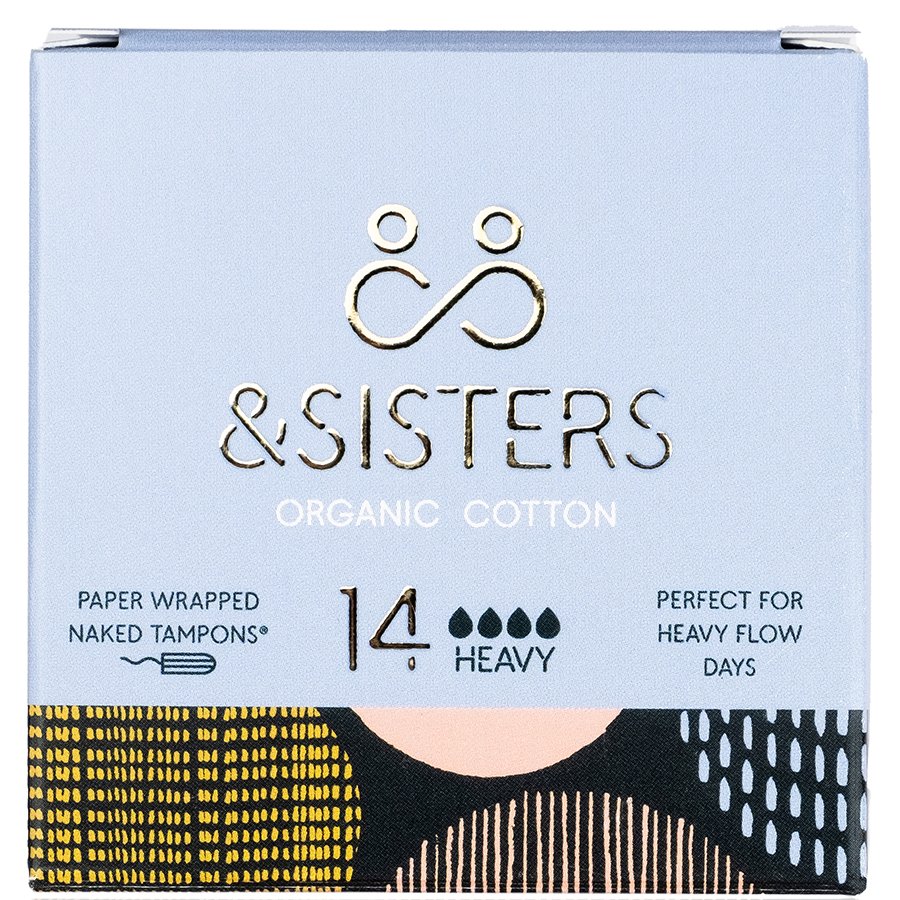 &SISTERS
ORGANIC COTTON
PAPER WRAPPED
NAKED TAMPONS®
14
HEAVY
PERFECT FOR
HEAVY FLOW
DAYS